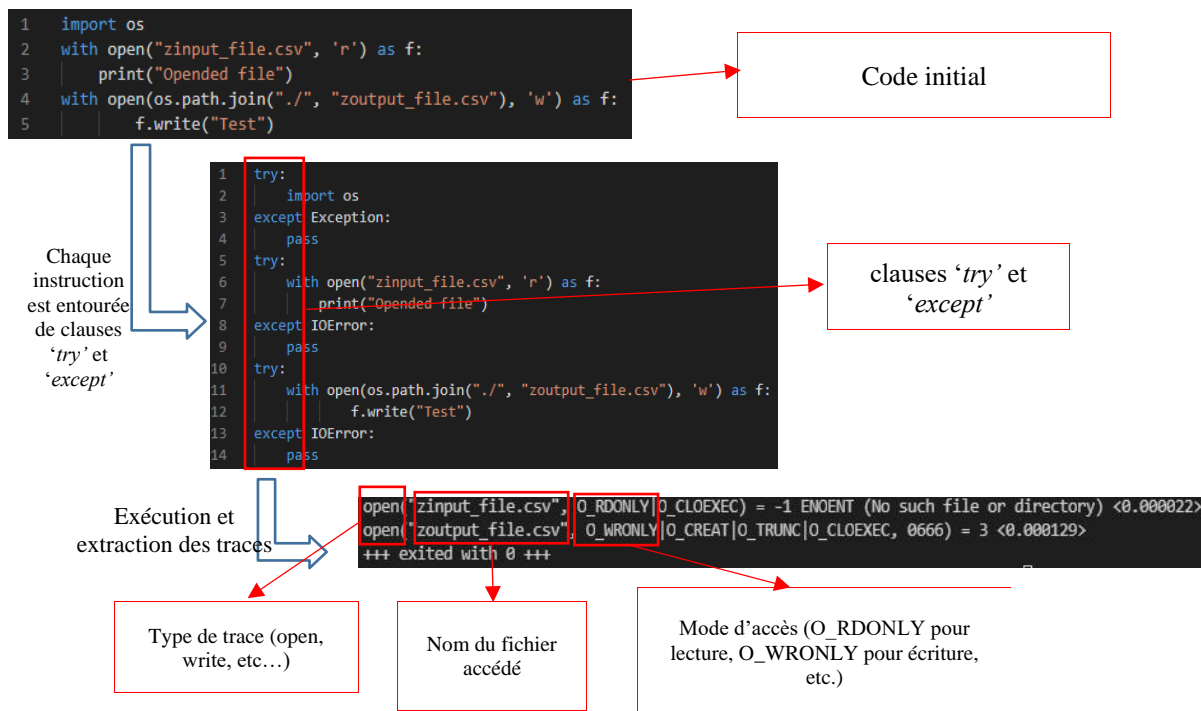 1 import os
2 with open("zinput_file.csv", 'r') as f:
3 print("Opended file")
4 with open(os.path.join("./", "zoutput_file.csv"), 'w') as f:
5 f.write("Test")
Code initial
Chaque
instruction
est entourée
de clauses
‘try’ et
‘except’
1 try:
2 import os
3 except Exception:
4 pass
5 try:
6 with open("zinput_file.csv", 'r') as f:
7 print("Opended file")
8 except IOError:
9 pass
10 try:
11 with open(os.path.join("./", "zoutput_file.csv"), 'w') as f:
12 f.write("Test")
13 except IOError:
14 pass
clauses ‘try’ et
‘except’
Exécution et
extraction des traces
open("zinput_file.csv", O_RDONLY|O_CLOEXEC) = -1 ENOENT (No such file or directory) <0.000022>
open("zoutput_file.csv", O_WRONLY|O_CREAT|O_TRUNC|O_CLOEXEC, 0666) = 3 <0.000129>
+++ exited with 0 +++
Type de trace (open,
write, etc…)
Nom du fichier
accédé
Mode d’accès (O_RDONLY pour
lecture, O_WRONLY pour écriture,
etc.)